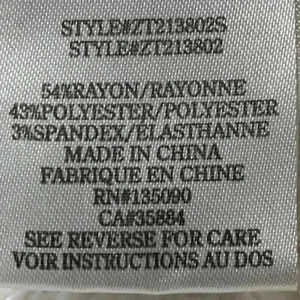 STYLE#ZT213802S
STYLE#ZT213802
54%RAYON/RAYONNE
43%POLYESTER/POLYESTER
3%SPANDEX/ELASTHANNE
MADE IN CHINA
FABRIQUE EN CHINE
RN#135090
CA#35884
SEE REVERSE FOR CARE
VOIR INSTRUCTIONS AU DOS